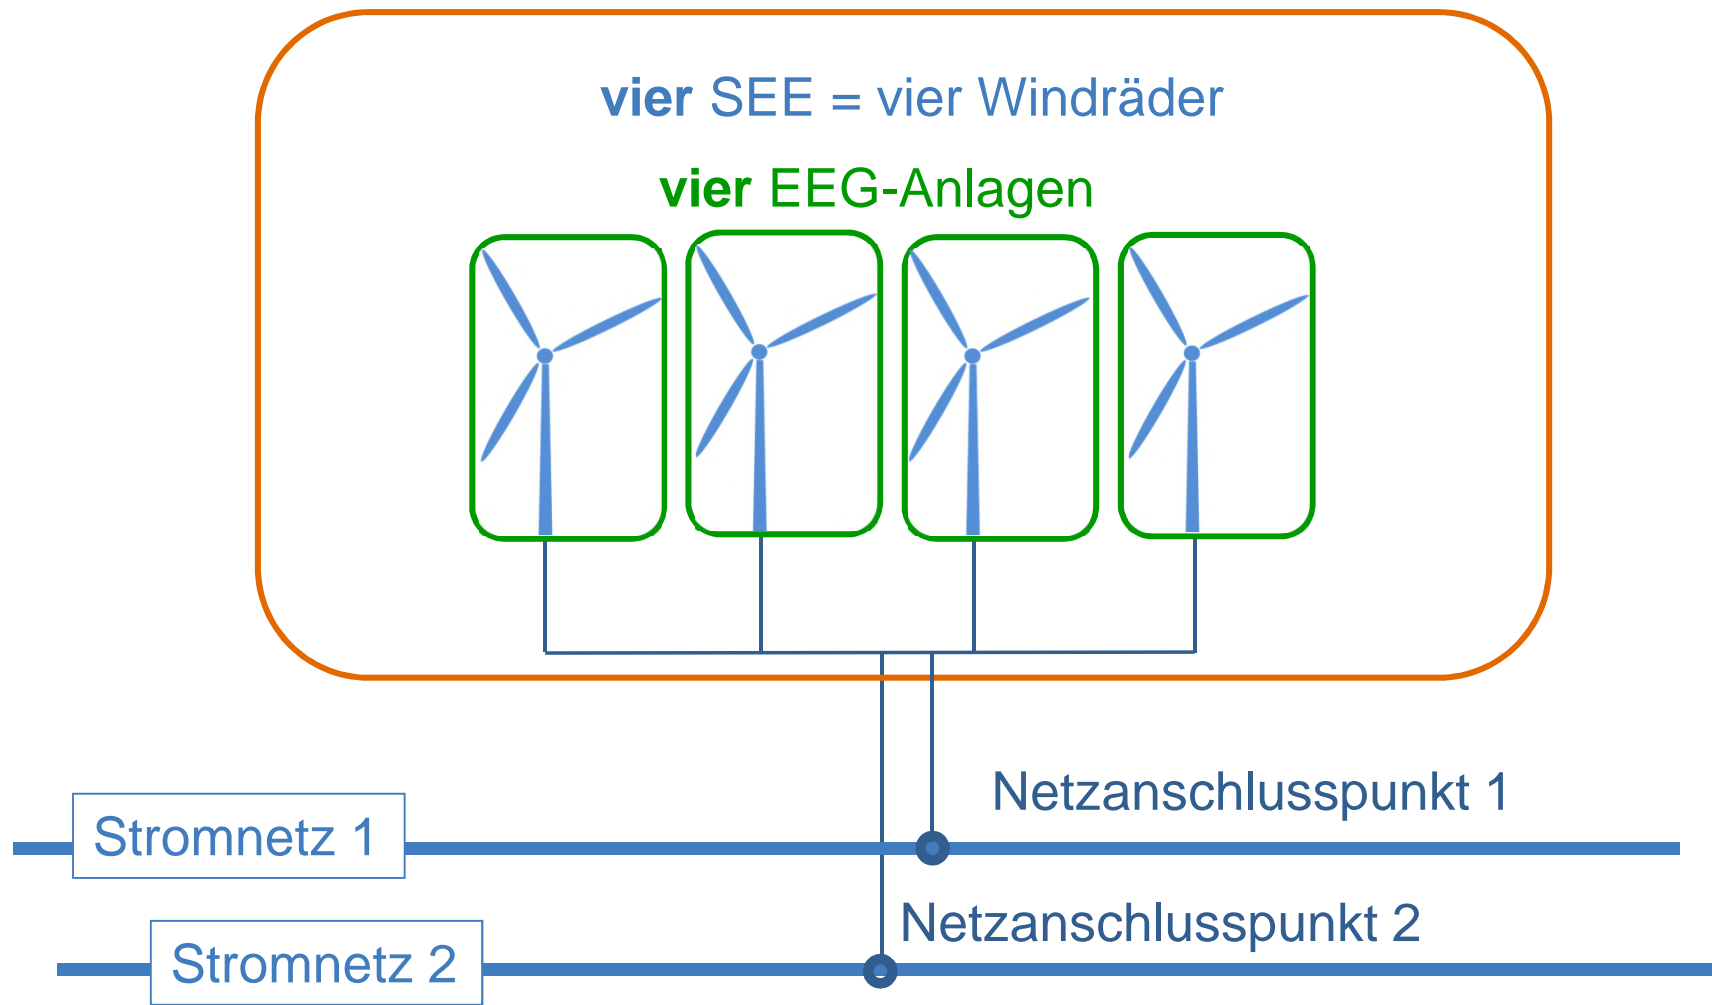 vier SEE = vier Windräder
vier EEG-Anlagen
Netzanschlusspunkt 1
Stromnetz 1
Netzanschlusspunkt 2
Stromnetz 2